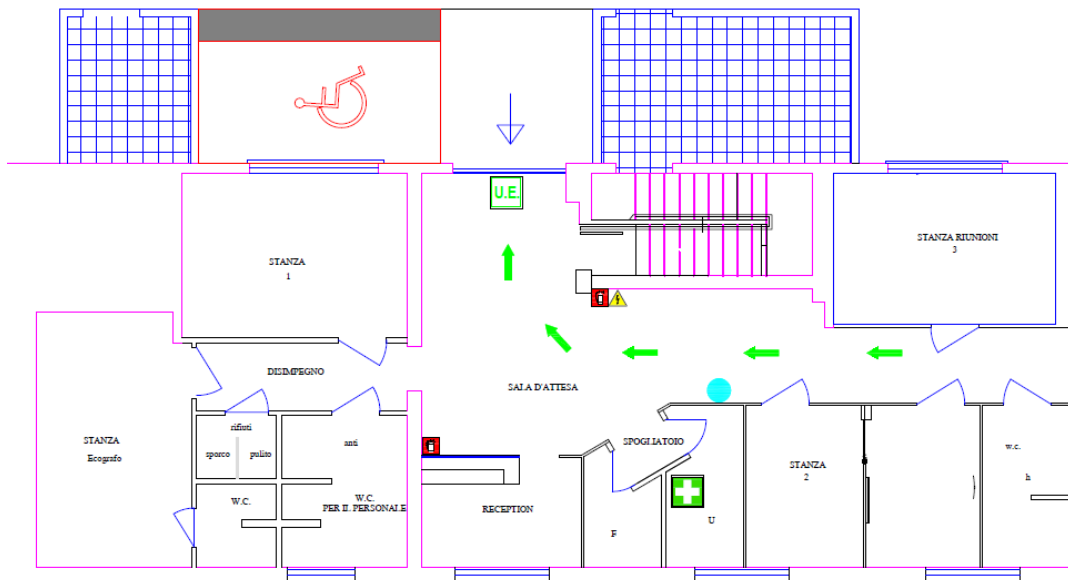 U.E.
STANZA RIUNIONI
3
STANZA
1
DISIMPEGNO
SALA D'ATTESA
rifiuti
sporco
pulito
anti
STANZA
Ecografo
SPOGLIATOIO
STANZA
2
w.c.
h
W.C.
W.C.
PER IL PERSONALE
RECEPTION
F
U